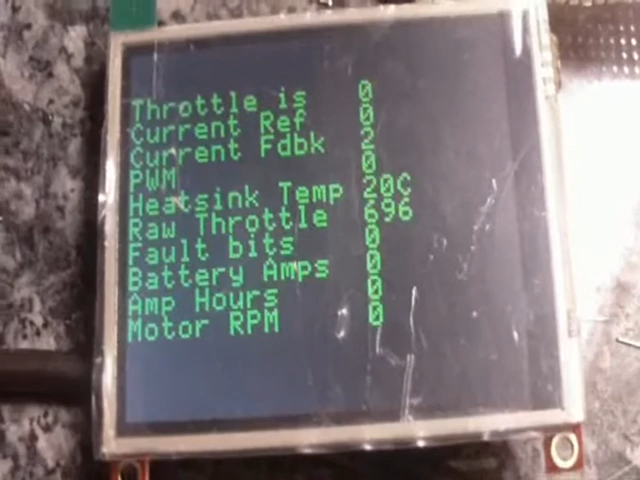 Throttle is 0
Current Ref 0
Current Fdbk 2
PWM 0
Heatsink Temp 20C
Raw Throttle 696
Fault bits 0
Battery Amps 0
Amp Hours 0
Motor RPM 0